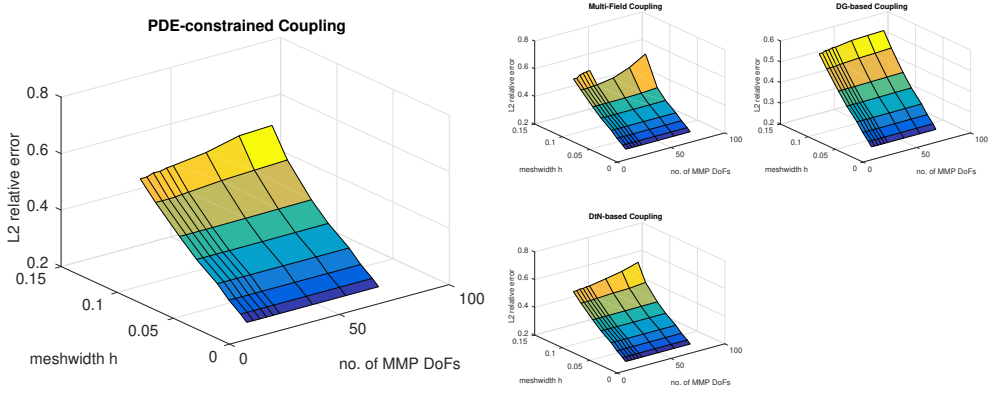 PDE-constrained Coupling
0.8
0.6
0.4
0.2
L2 relative error
0.15
0.1
0.05
0
meshwidth h
0
50
100
no. of MMP DoFs
Multi-Field Coupling
0.8
0.6
0.4
0.2
L2 relative error
0.15
0.1
0.05
0
meshwidth h
0
50
100
no. of MMP DoFs
DG-based Coupling
0.6
0.5
0.4
0.3
0.2
L2 relative error
0.15
0.1
0.05
0
meshwidth h
0
50
100
no. of MMP DoFs
DtN-based Coupling
0.8
0.6
0.4
0.2
L2 relative error
0.15
0.1
0.05
0
meshwidth h
0
50
100
no. of MMP DoFs